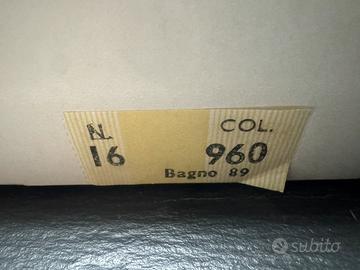 N. COL.
16 960
Bagno 89
subito